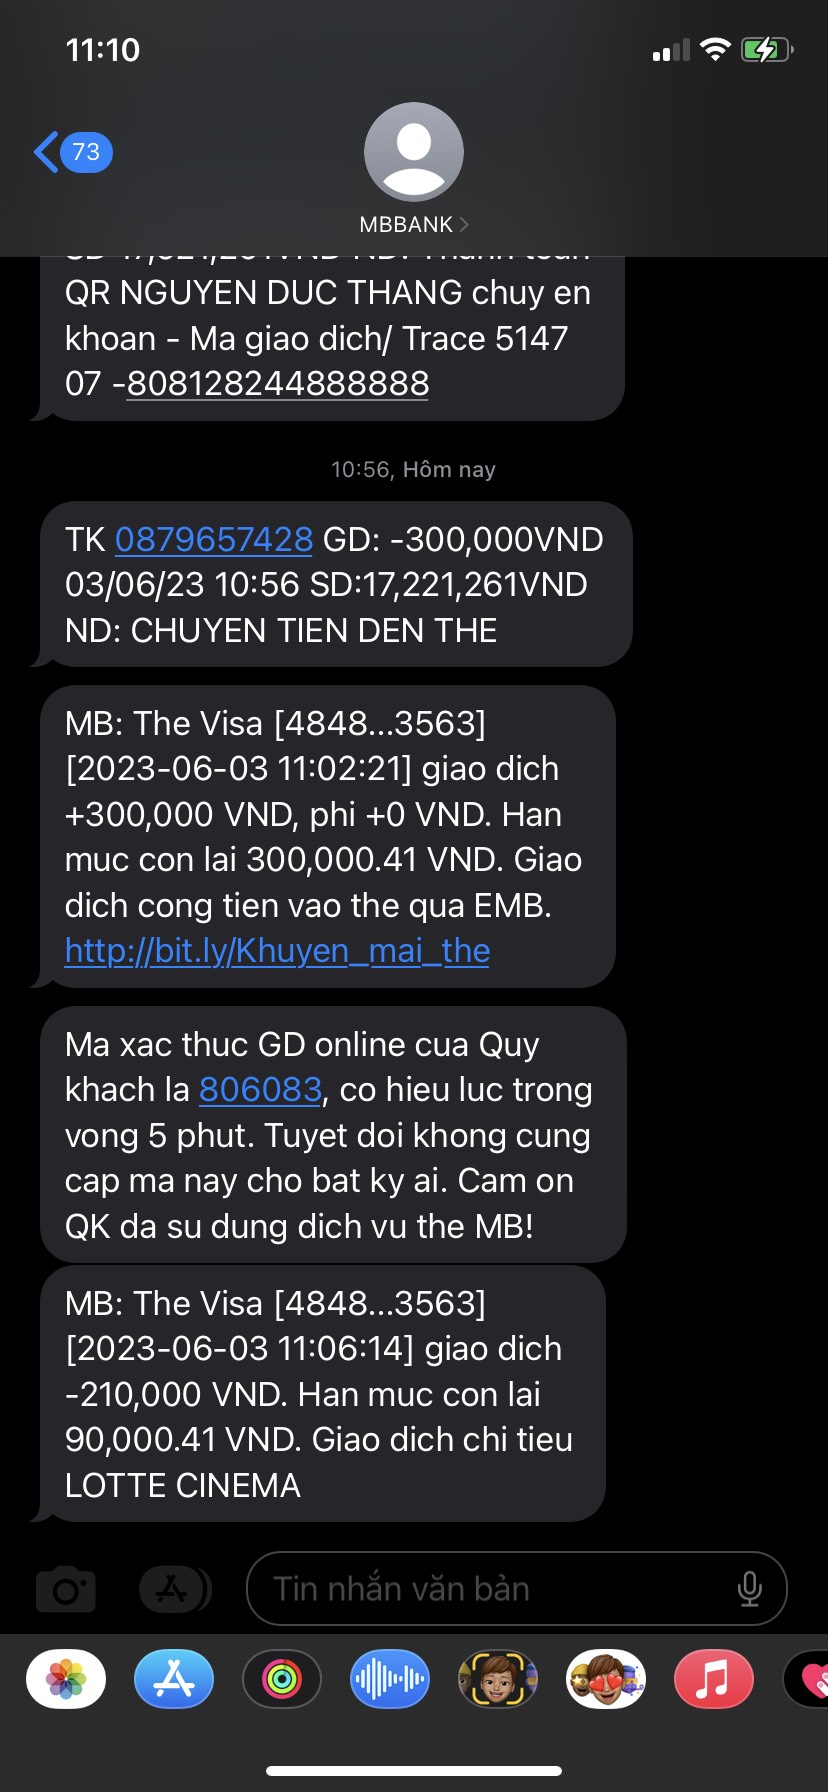 11:10
73
MBBANK
QR NGUYEN DUC THANG chuy en
khoan - Ma giao dich/ Trace 5147
07 -808128244888888
10:56, Hôm nay
TK 0879657428 GD: -300,000VND
03/06/23 10:56 SD:17,221,261VND
ND: CHUYEN TIEN DEN THE
MB: The Visa [4848...3563]
[2023-06-03 11:02:21] giao dich
+300,000 VND, phi +0 VND. Han
muc con lai 300,000.41 VND. Giao
dich cong tien vao the qua EMB.
http://bit.ly/Khuyen_mai_the
Ma xac thuc GD online cua Quy
khach la 806083, co hieu luc trong
vong 5 phut. Tuyet doi khong cung
cap ma nay cho bat ky ai. Cam on
QK da su dung dich vu the MB!
MB: The Visa [4848...3563]
[2023-06-03 11:06:14] giao dich
-210,000 VND. Han muc con lai
90,000.41 VND. Giao dich chi tieu
LOTTE CINEMA
Tin nhắn văn bản